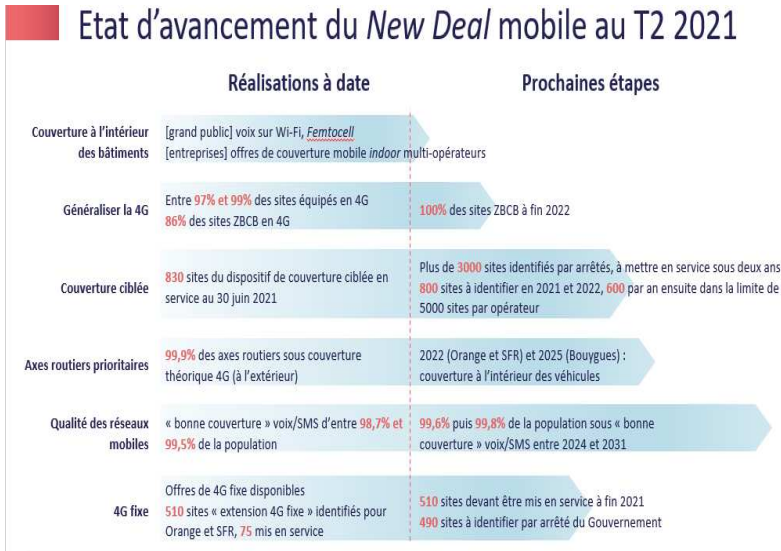 Etat d'avancement du New Deal mobile au T2 2021
Réalisations à date
Prochaines étapes
Couverture à l'intérieur
des bâtiments
[grand public] voix sur Wi-Fi, Femtocell
[entreprises] offres de couverture mobile indoor multi-opérateurs
Généraliser la 4G
Entre 97% et 99% des sites équipés en 4G
86% des sites ZBCB en 4G
100% des sites ZBCB à fin 2022
Couverture ciblée
830 sites du dispositif de couverture ciblée en
service au 30 juin 2021
Plus de 3000 sites identifiés par arrêtés, à mettre en service sous deux ans
800 sites à identifier en 2021 et 2022, 600 par an ensuite dans la limite de
5000 sites par opérateur
Axes routiers prioritaires
99,9% des axes routiers sous couverture
théorique 4G (à l'extérieur)
2022 (Orange et SFR) et 2025 (Bouygues) :
couverture à l'intérieur des véhicules
Qualité des réseaux
mobiles
« bonne couverture » voix/SMS d'entre 98,7% et
99,5% de la population
99,6% puis 99,8% de la population sous « bonne
couverture » voix/SMS entre 2024 et 2031
4G fixe
Offres de 4G fixe disponibles
510 sites « extension 4G fixe » identifiés pour
Orange et SFR, 75 mis en service
510 sites devant être mis en service à fin 2021
490 sites à identifier par arrêté du Gouvernement